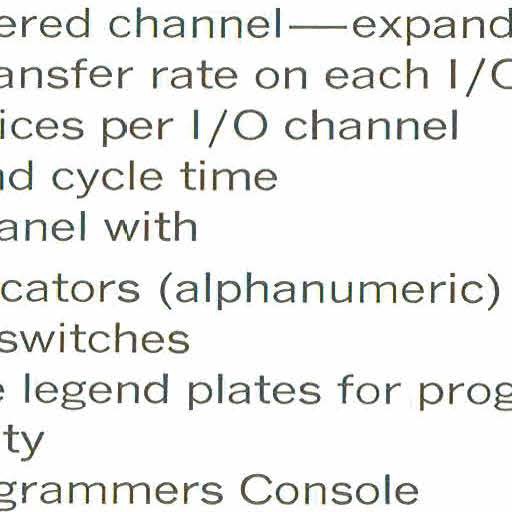 ered channel—expand
ansfer rate on each I/O
ices per I/O channel
nd cycle time
anel with
cators (alphanumeric)
switches
e legend plates for prog
ty
grammers Console